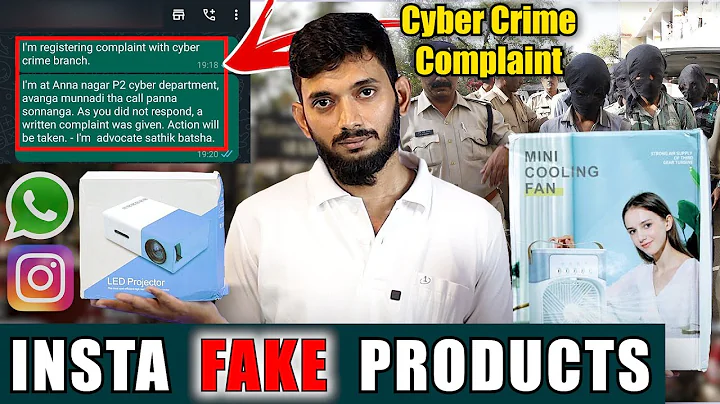 I'm registering complaint with cyber
crime branch.
19:18
I'm at Anna nagar P2 cyber department,
avanga munnadi tha call panna
sonnanga. As you did not respond, a
written complaint was given. Action will
be taken. - I'm advocate sathik batsha.
19:20
Cyber Crime
Complaint
MINI
COOLING
FAN
LED Projector
INSTA FAKE PRODUCTS